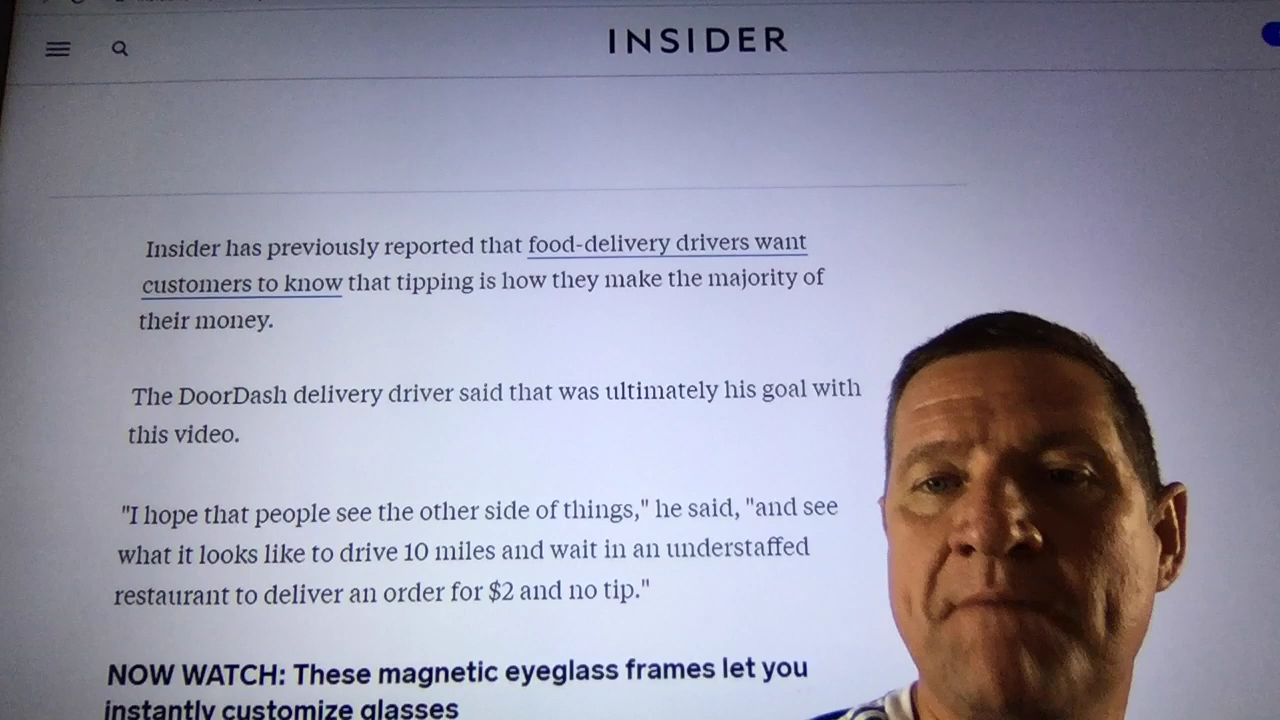 INSIDER
Insider has previously reported that food-delivery drivers want
customers to know that tipping is how they make the majority of
their money.
The DoorDash delivery driver said that was ultimately his goal with
this video.
"I hope that people see the other side of things," he said, "and see
what it looks like to drive 10 miles and wait in an understaffed
restaurant to deliver an order for $2 and no tip."
NOW WATCH: These magnetic eyeglass frames let you
instantly customize glasses